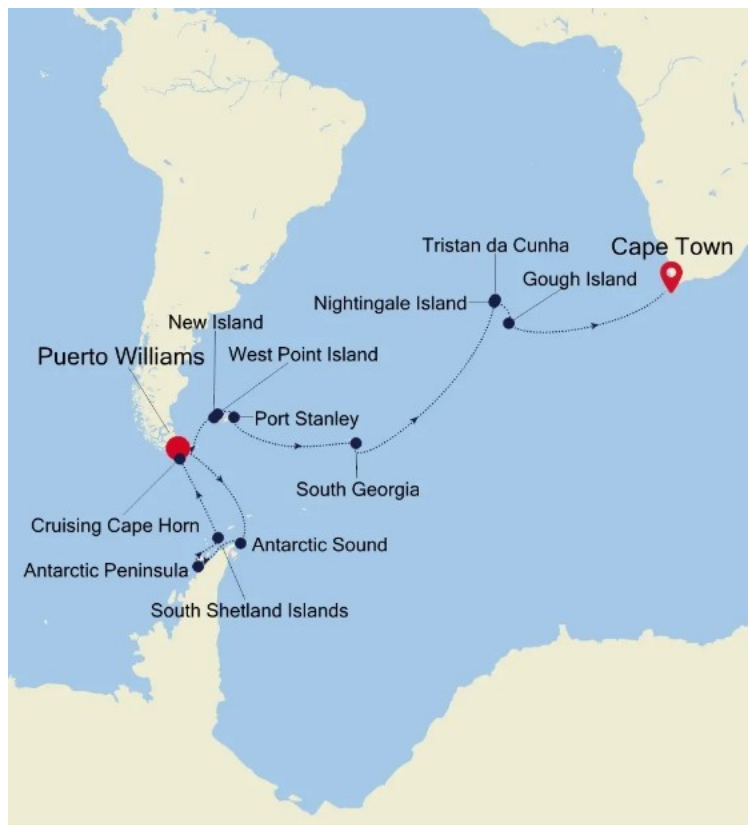 Tristan da Cunha
Cape Town
Gough Island
Nightingale Island
New Island
Puerto Williams
West Point Island
Port Stanley
South Georgia
Cruising Cape Horn
Antarctic Sound
Antarctic Peninsula
South Shetland Islands